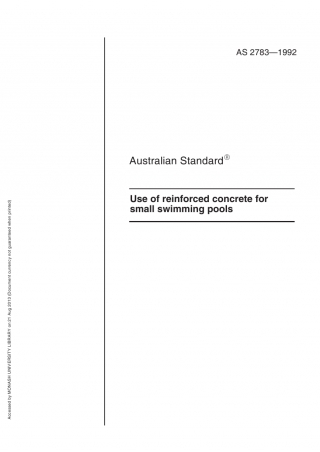 AS 2783—1992
Australian Standard®
Use of reinforced concrete for
small swimming pools
Accessed by MONASH UNIVERSITY LIBRARY on 21 Aug 2013 (Document currency not guaranteed when printed)